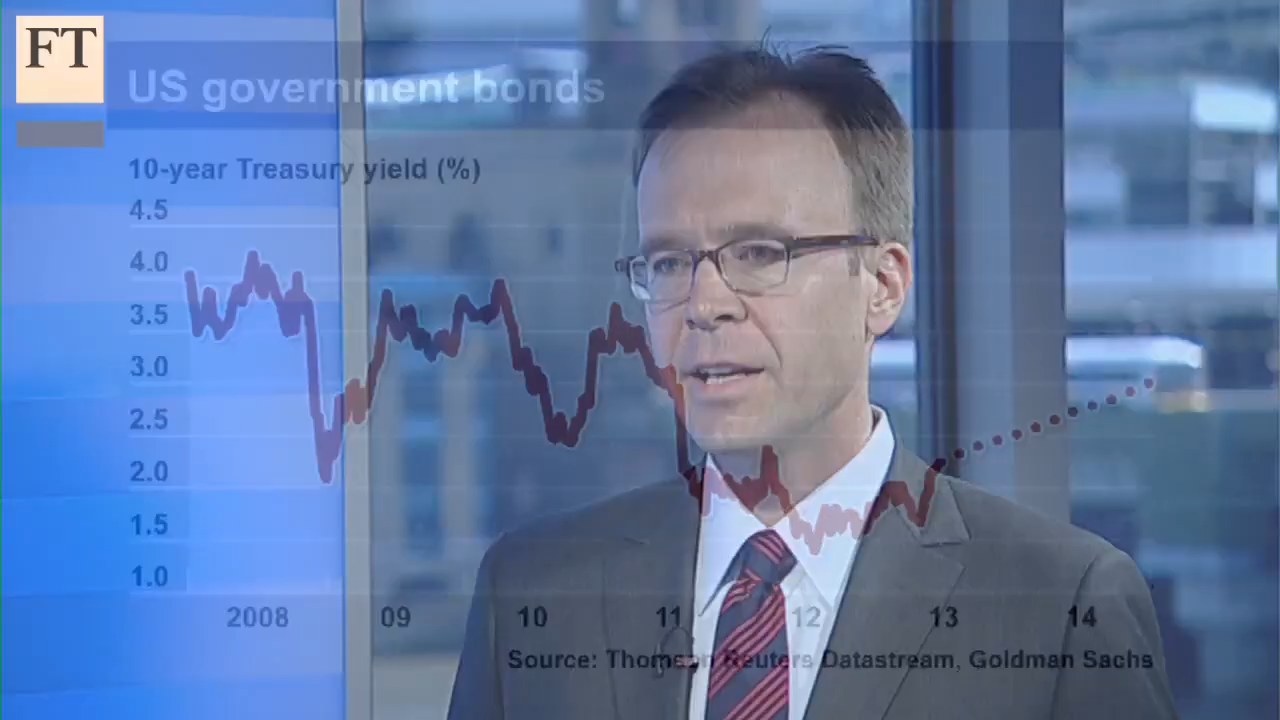 FT
US government bonds
10-year Treasury yield (%)
4.5
4.0
3.5
3.0
2.5
2.0
1.5
1.0
2008 09 10 11 12 13 14
Source: Thomson Reuters Datastream, Goldman Sachs